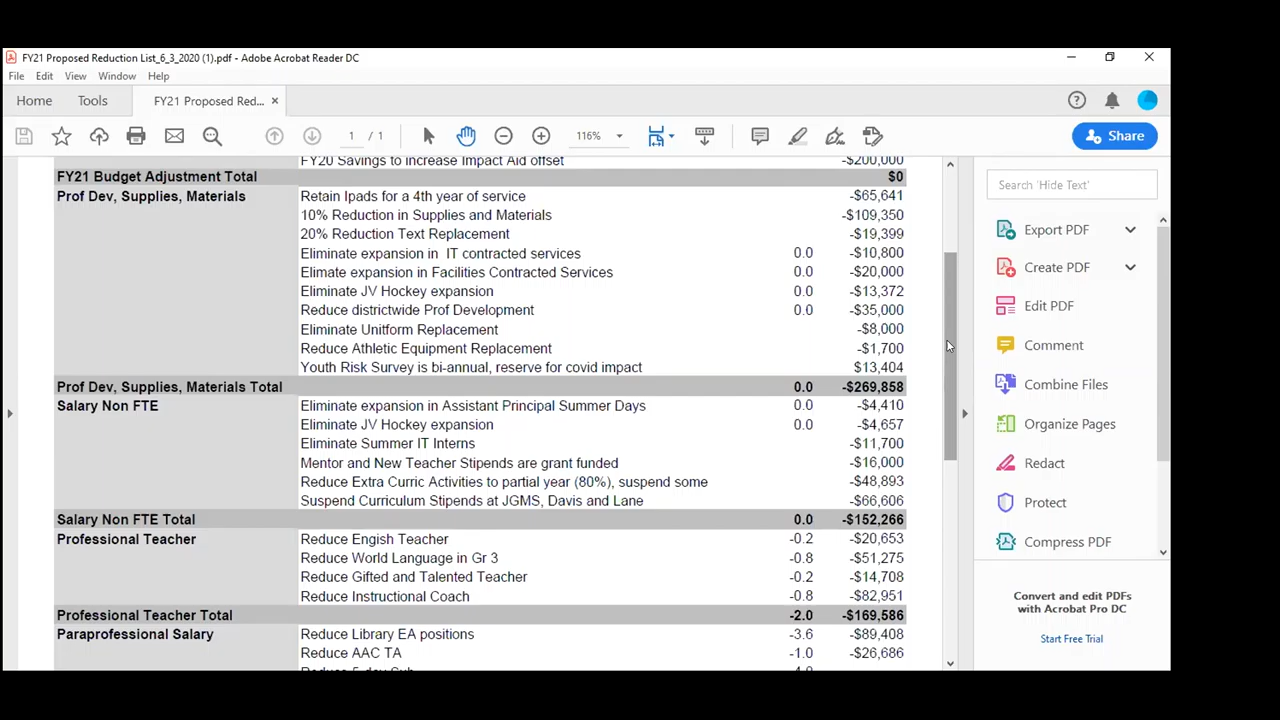 FY21 Proposed Reduction List_6_3_2020 (1).pdf - Adobe Acrobat Reader DC
File Edit View Window Help
Home Tools FY21 Proposed Red... ×
1 / 1 116% Share
FY20 Savings to increase Impact Aid offset -$200,000
FY21 Budget Adjustment Total $0
Prof Dev, Supplies, Materials Retain Ipads for a 4th year of service -$65,641
10% Reduction in Supplies and Materials -$109,350
20% Reduction Text Replacement -$19,399
Eliminate expansion in IT contracted services 0.0 -$10,800
Elimate expansion in Facilities Contracted Services 0.0 -$20,000
Eliminate JV Hockey expansion 0.0 -$13,372
Reduce districtwide Prof Development 0.0 -$35,000
Eliminate Unitform Replacement -$8,000
Reduce Athletic Equipment Replacement -$1,700
Youth Risk Survey is bi-annual, reserve for covid impact $13,404
Prof Dev, Supplies, Materials Total 0.0 -$269,858
Salary Non FTE Eliminate expansion in Assistant Principal Summer Days 0.0 -$4,410
Eliminate JV Hockey expansion 0.0 -$4,657
Eliminate Summer IT Interns -$11,700
Mentor and New Teacher Stipends are grant funded -$16,000
Reduce Extra Curric Activities to partial year (80%), suspend some -$48,893
Suspend Curriculum Stipends at JGMS, Davis and Lane -$66,606
Salary Non FTE Total 0.0 -$152,266
Professional Teacher Reduce Engish Teacher -0.2 -$20,653
Reduce World Language in Gr 3 -0.8 -$51,275
Reduce Gifted and Talented Teacher -0.2 -$14,708
Reduce Instructional Coach -0.8 -$82,951
Professional Teacher Total -2.0 -$169,586
Paraprofessional Salary Reduce Library EA positions -3.6 -$89,408
Reduce AAC TA -1.0 -$26,686
Search 'Hide Text'
Export PDF
Create PDF
Edit PDF
Comment
Combine Files
Organize Pages
Redact
Protect
Compress PDF
Convert and edit PDFs
with Acrobat Pro DC
Start Free Trial